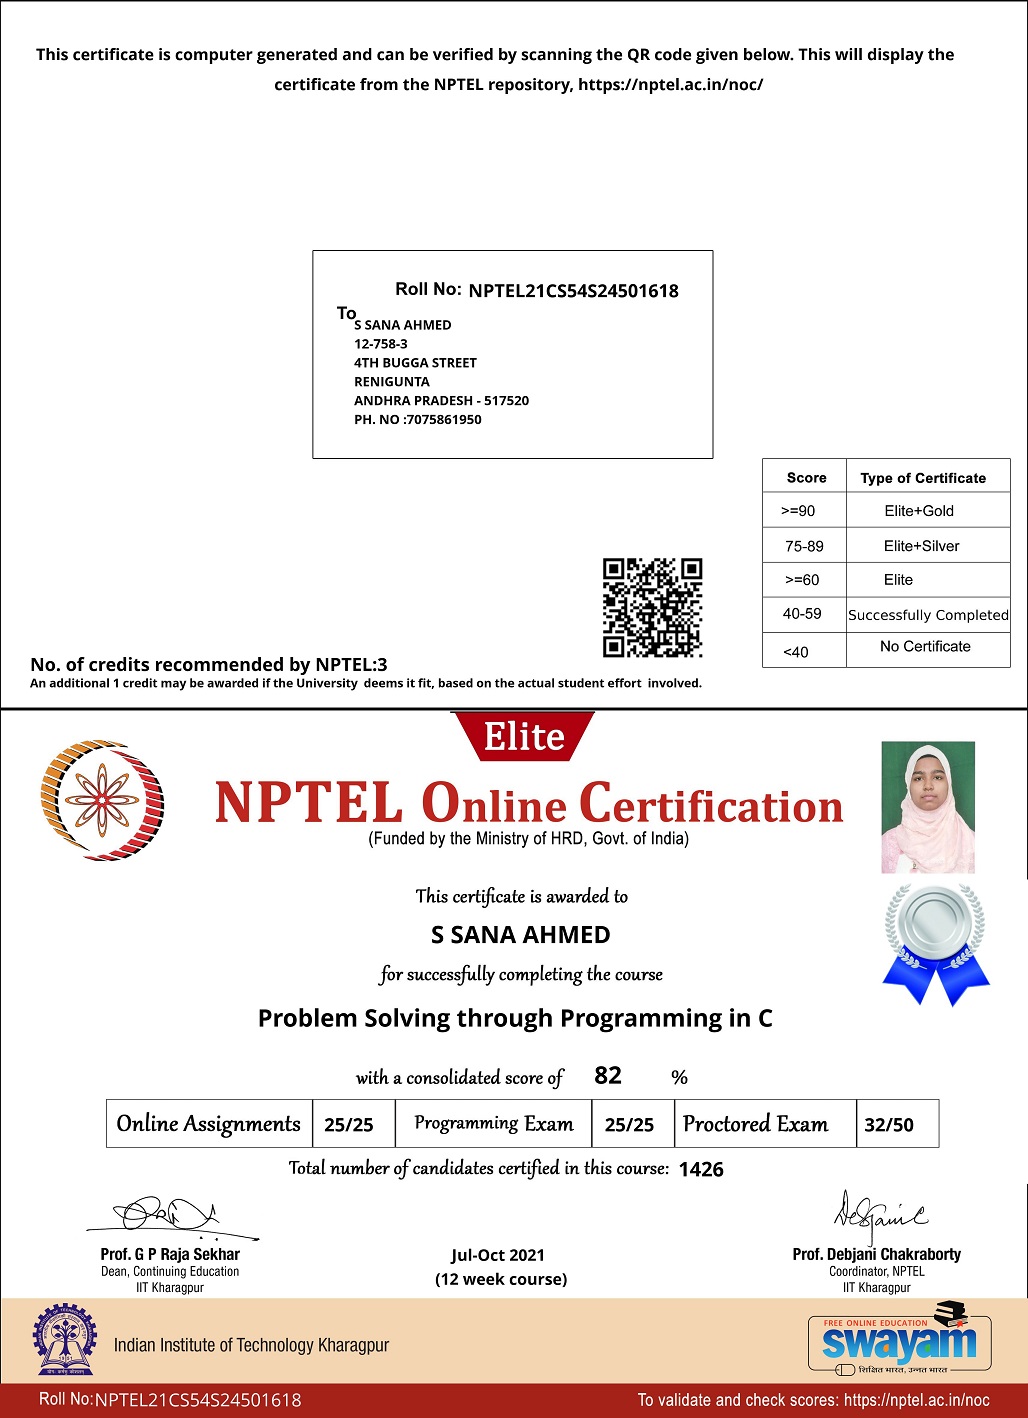 This certificate is computer generated and can be verified by scanning the QR code given below. This will display the
certificate from the NPTEL repository, https://nptel.ac.in/noc/
Roll No: NPTEL21CS54S24501618
To
S SANA AHMED
12-758-3
4TH BUGGA STREET
RENIGUNTA
ANDHRA PRADESH - 517520
PH. NO :7075861950
Score Type of Certificate
>=90 Elite+Gold
75-89 Elite+Silver
>=60 Elite
40-59 Successfully Completed
<40 No Certificate
No. of credits recommended by NPTEL:3
An additional 1 credit may be awarded if the University deems it fit, based on the actual student effort involved.
Elite
NPTEL Online Certification
(Funded by the Ministry of HRD, Govt. of India)
This certificate is awarded to
S SANA AHMED
for successfully completing the course
Problem Solving through Programming in C
with a consolidated score of 82 %
Online Assignments 25/25 Programming Exam 25/25 Proctored Exam 32/50
Total number of candidates certified in this course: 1426
Prof. G P Raja Sekhar
Dean, Continuing Education
IIT Kharagpur
Jul-Oct 2021
(12 week course)
Prof. Debjani Chakraborty
Coordinator, NPTEL
IIT Kharagpur
Indian Institute of Technology Kharagpur
FREE ONLINE EDUCATION
swayam
शिक्षित भारत, उन्नत भारत
Roll No:NPTEL21CS54S24501618
To validate and check scores: https://nptel.ac.in/noc